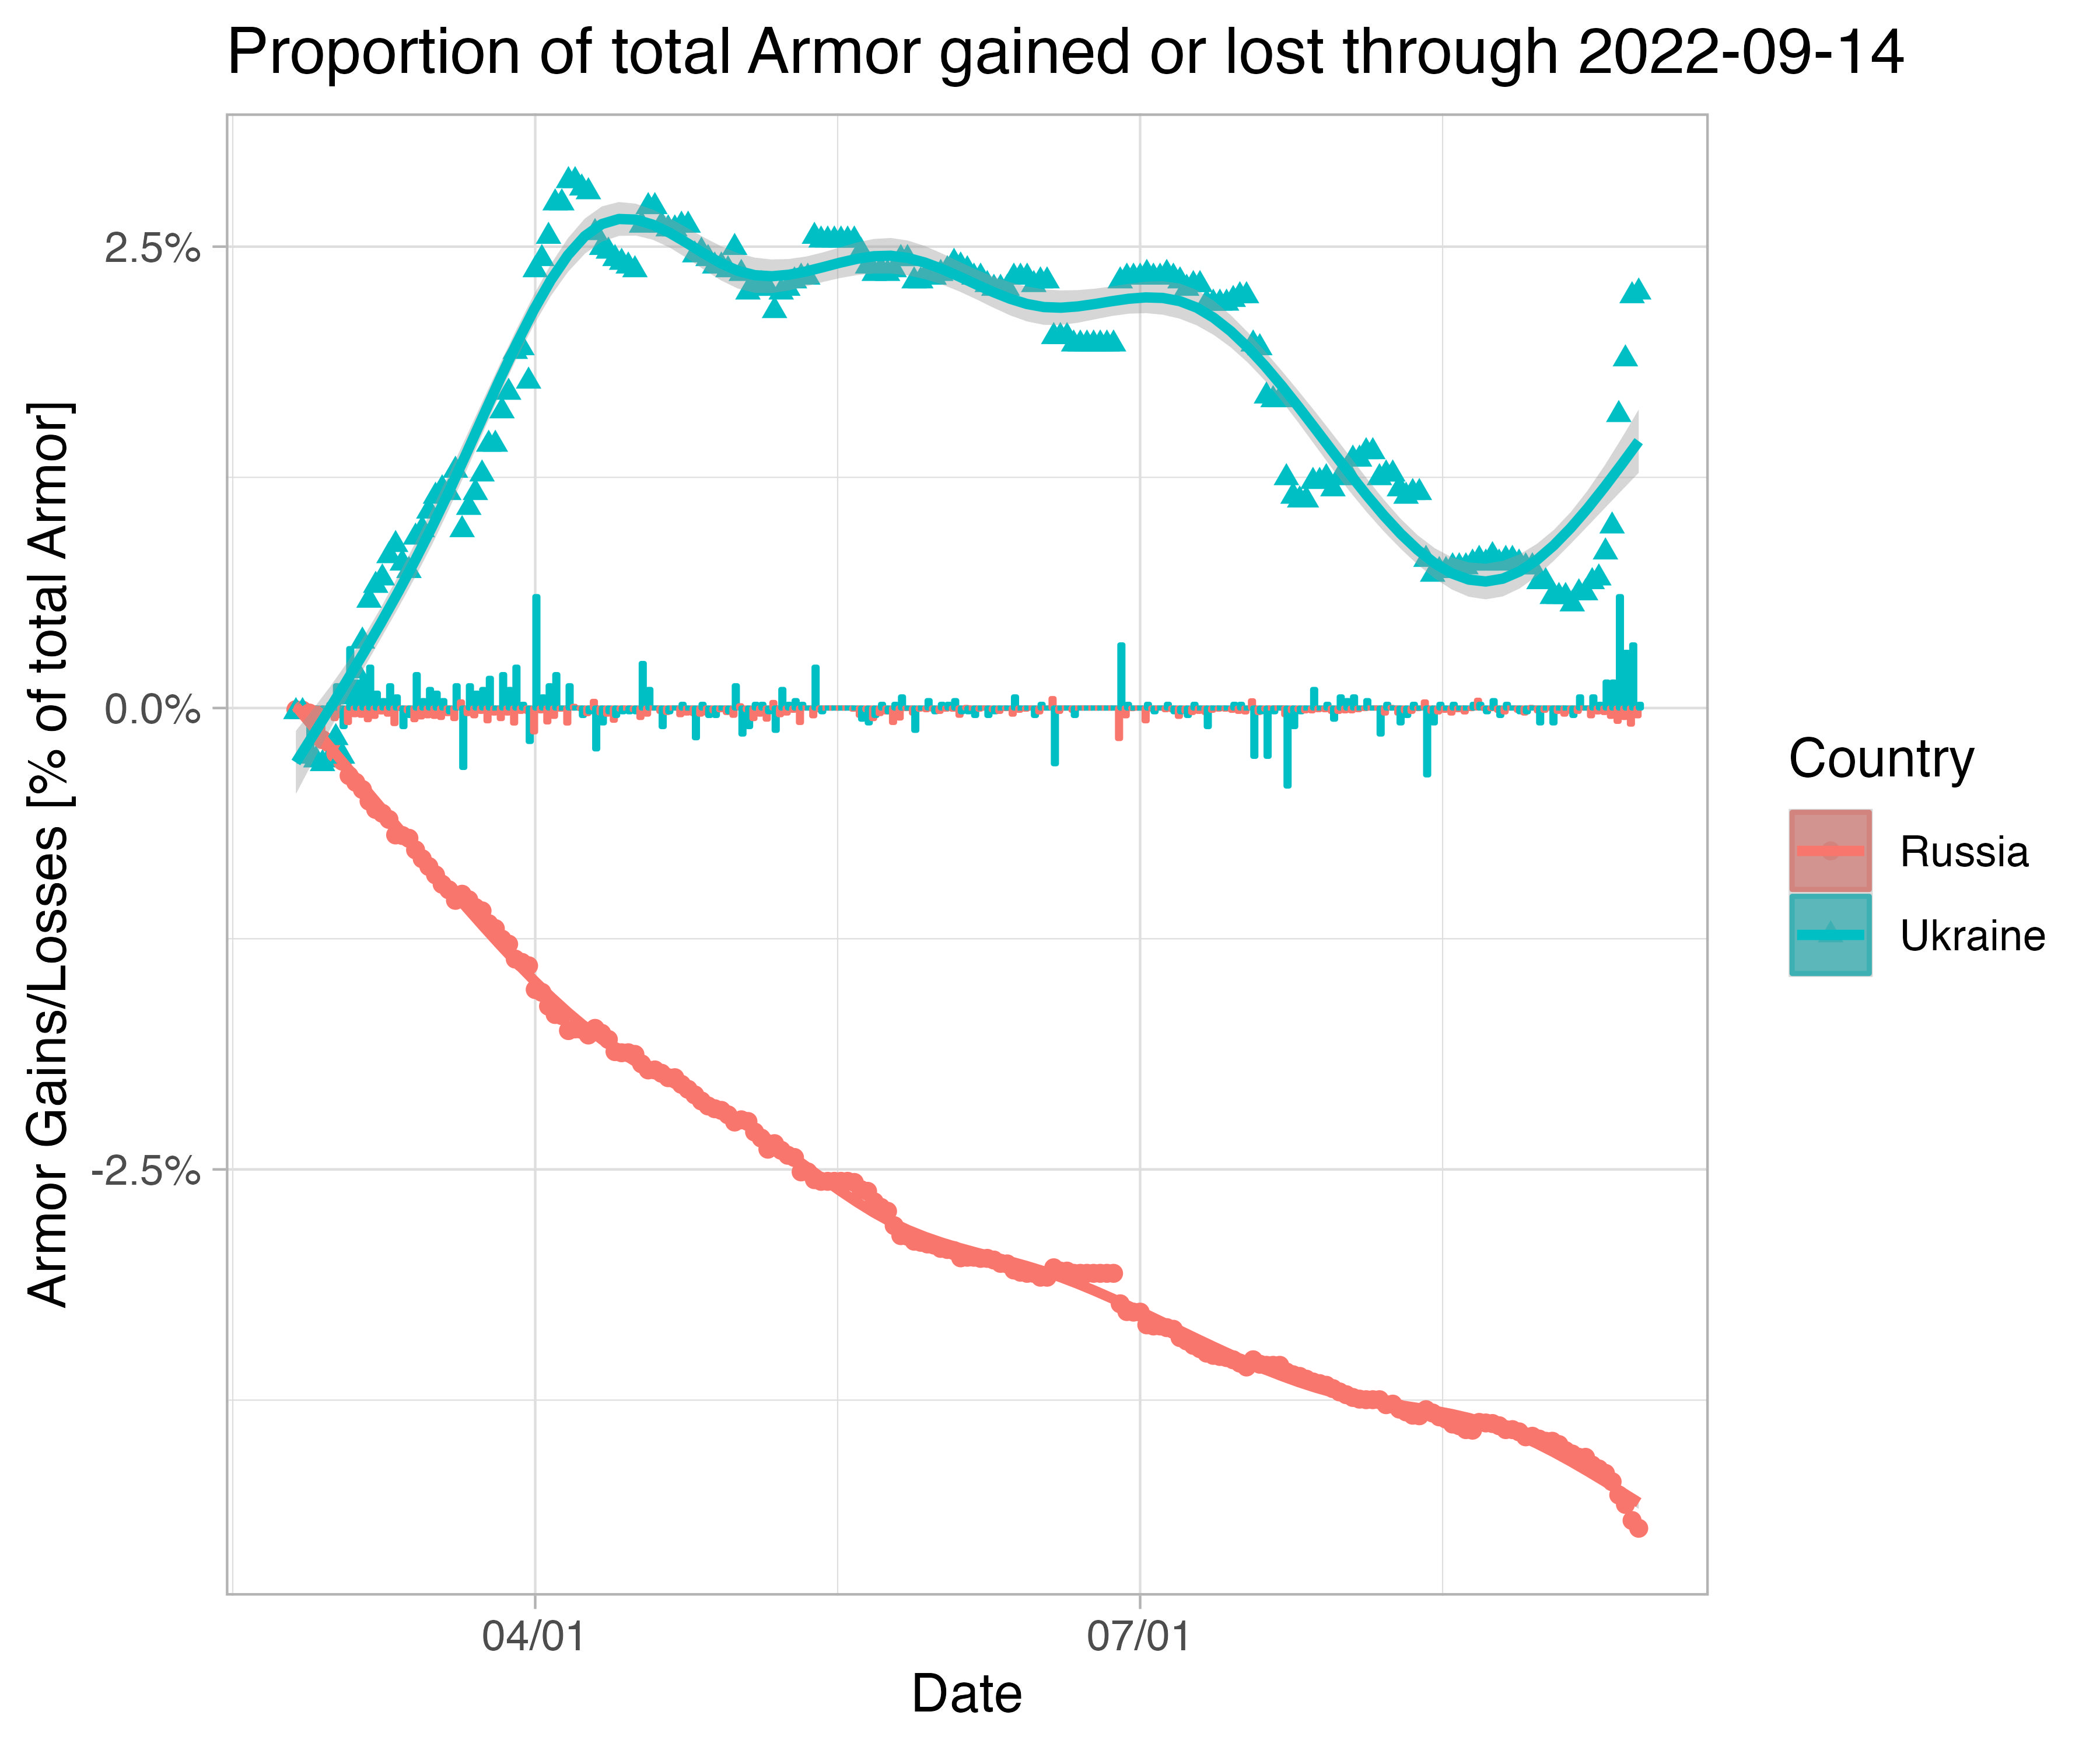 Proportion of total Armor gained or lost through 2022-09-14
Armor Gains/Losses [% of total Armor]
2.5%
0.0%
-2.5%
04/01
07/01
Date
Country
Russia
Ukraine